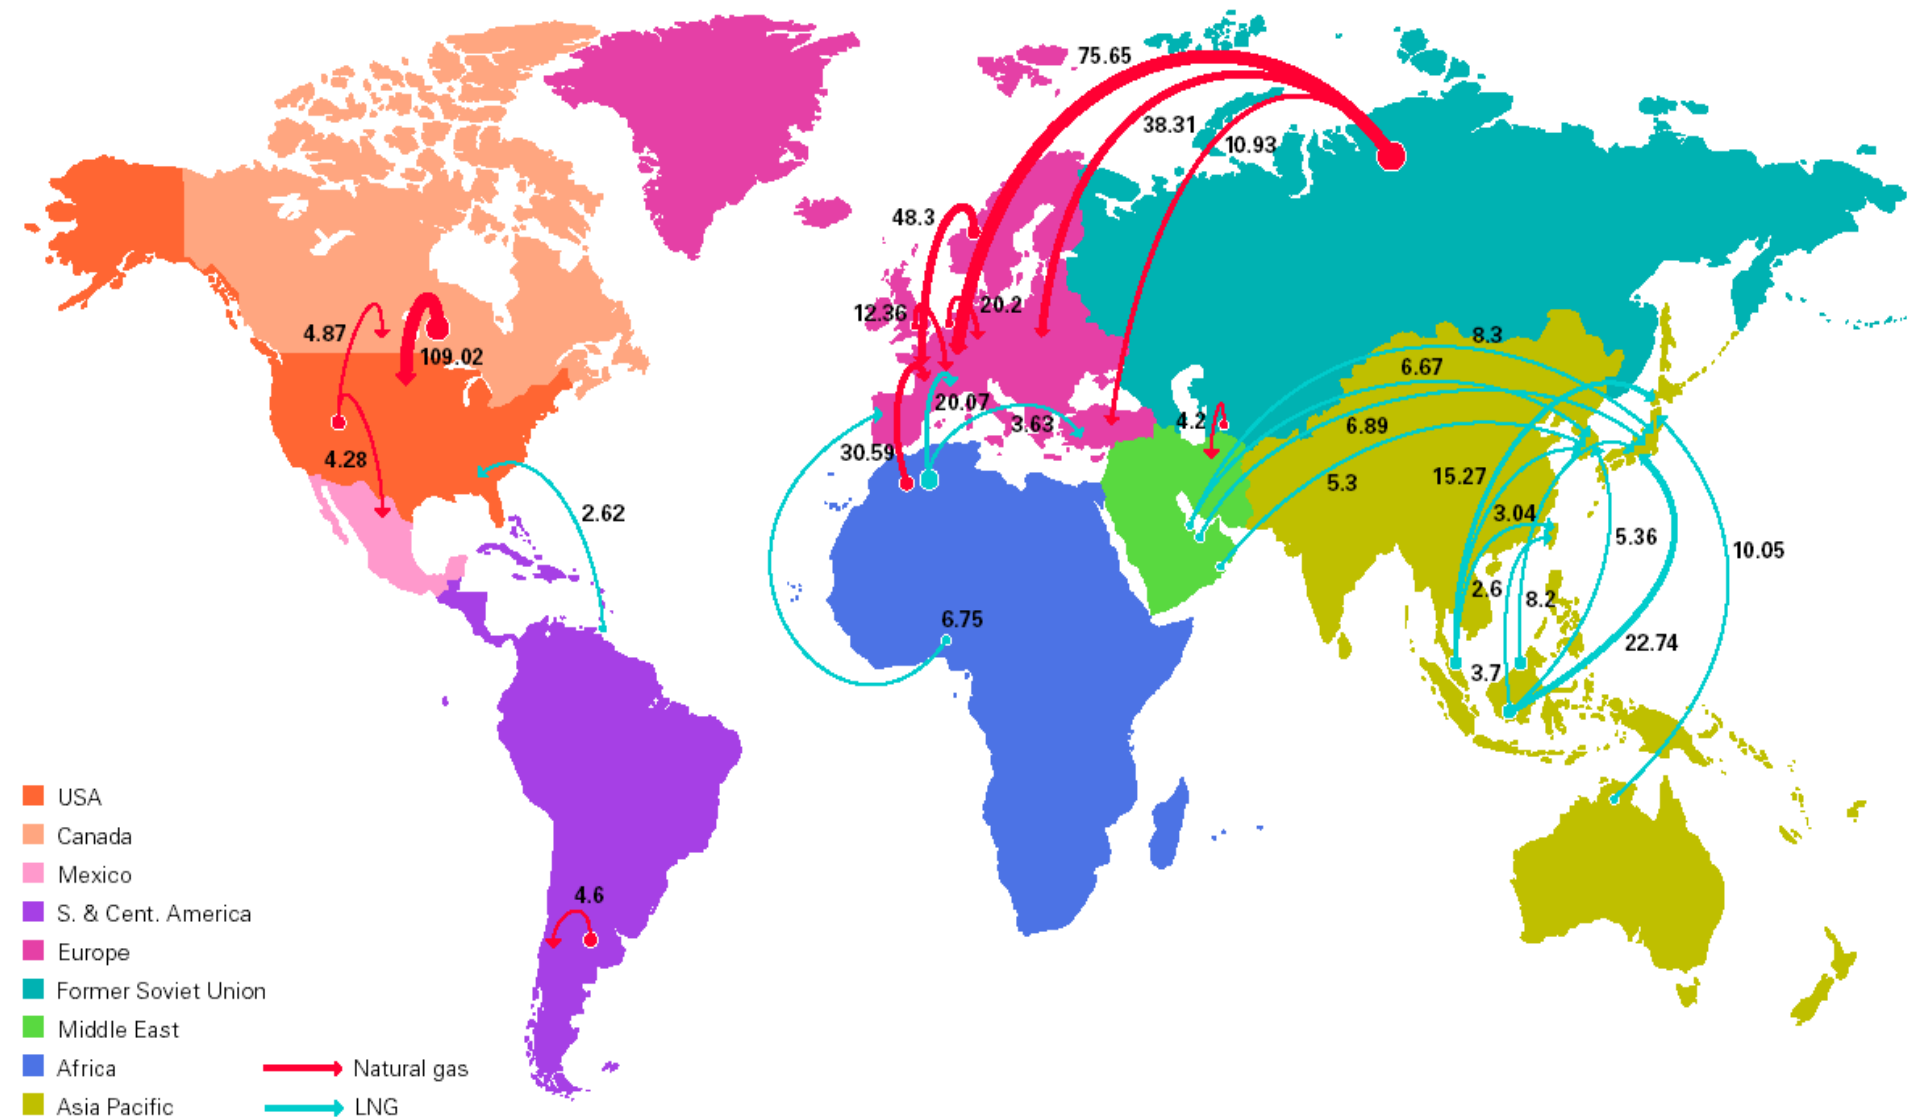 75.65
38.31
10.93
48.3
20.2
12.36
4.87
109.02
8.3
6.67
20.07
3.63
4.2
6.89
30.59
4.28
5.3
15.27
2.62
3.04
5.36
10.05
2.6
8.2
6.75
22.74
3.7
4.6
USA
Canada
Mexico
S. & Cent. America
Europe
Former Soviet Union
Middle East
Africa
Asia Pacific
Natural gas
LNG